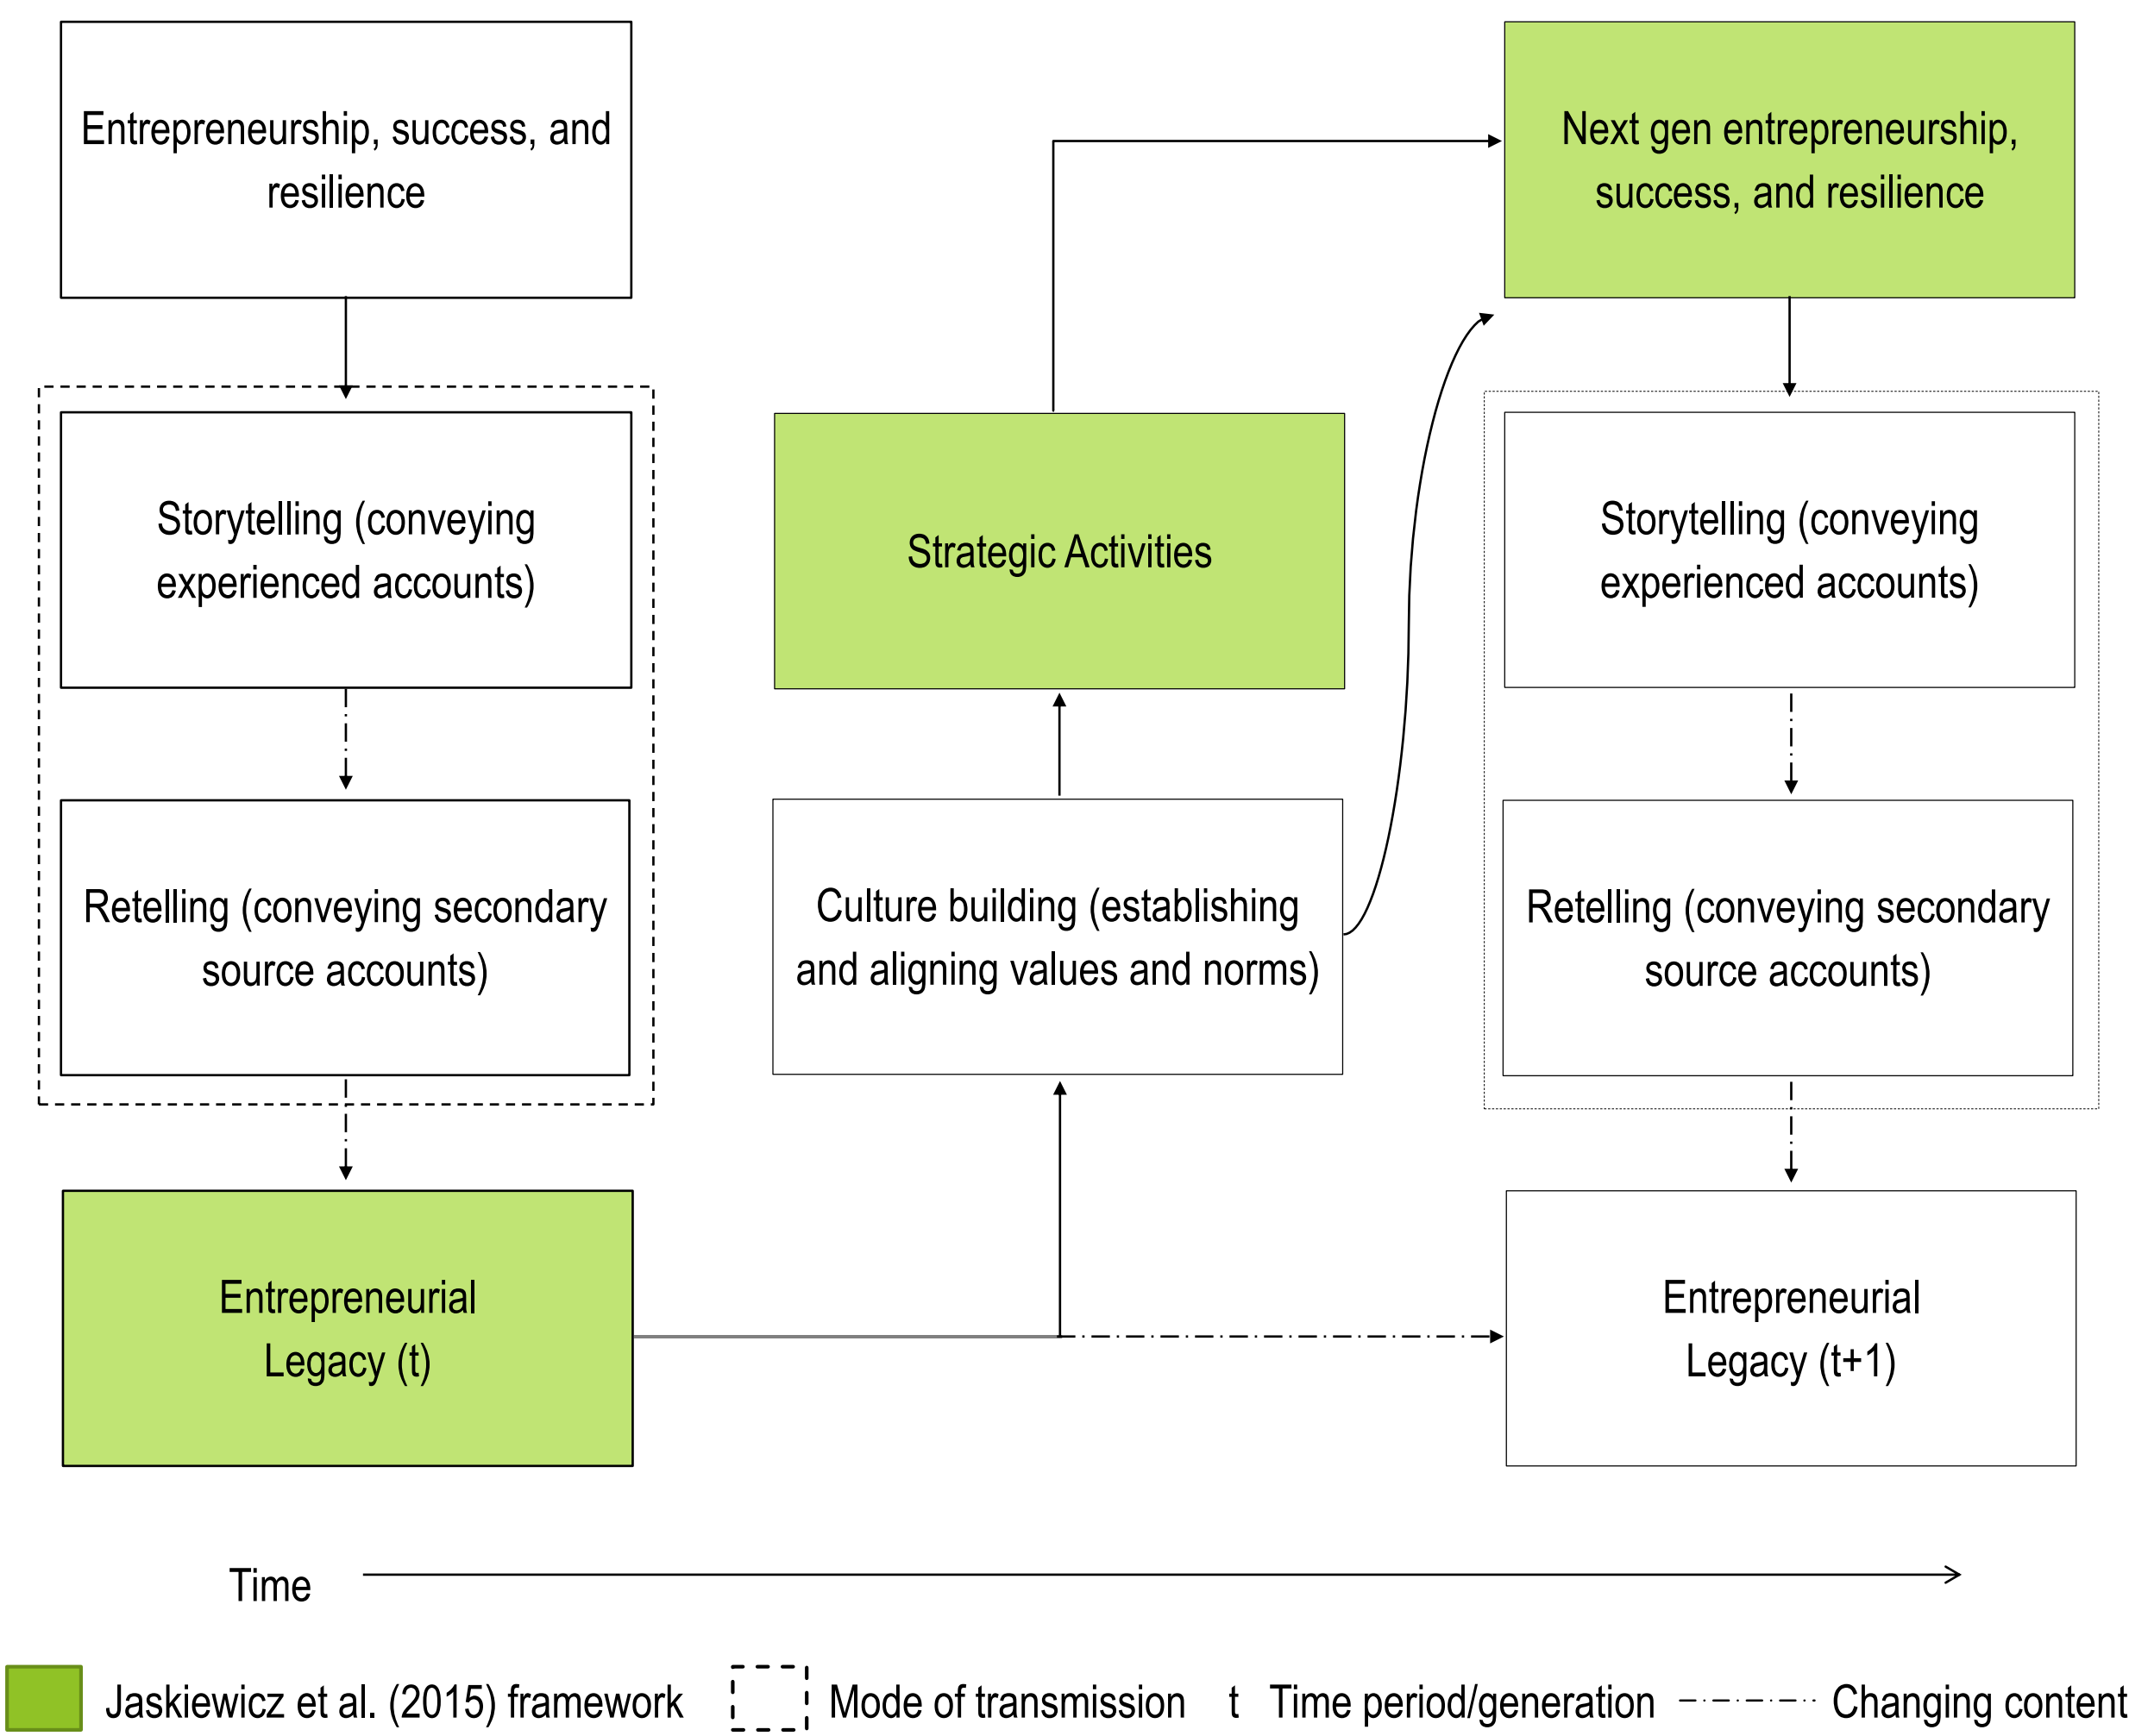 Entrepreneurship, success, and
resilience
Storytelling (conveying
experienced accounts)
Retelling (conveying secondary
source accounts)
Entrepreneurial
Legacy (t)
Strategic Activities
Culture building (establishing
and aligning values and norms)
Next gen entrepreneurship,
success, and resilience
Storytelling (conveying
experienced accounts)
Retelling (conveying secondary
source accounts)
Entrepreneurial
Legacy (t+1)
Time
Jaskiewicz et al. (2015) framework
Mode of transmission
t Time period/generation
Changing content